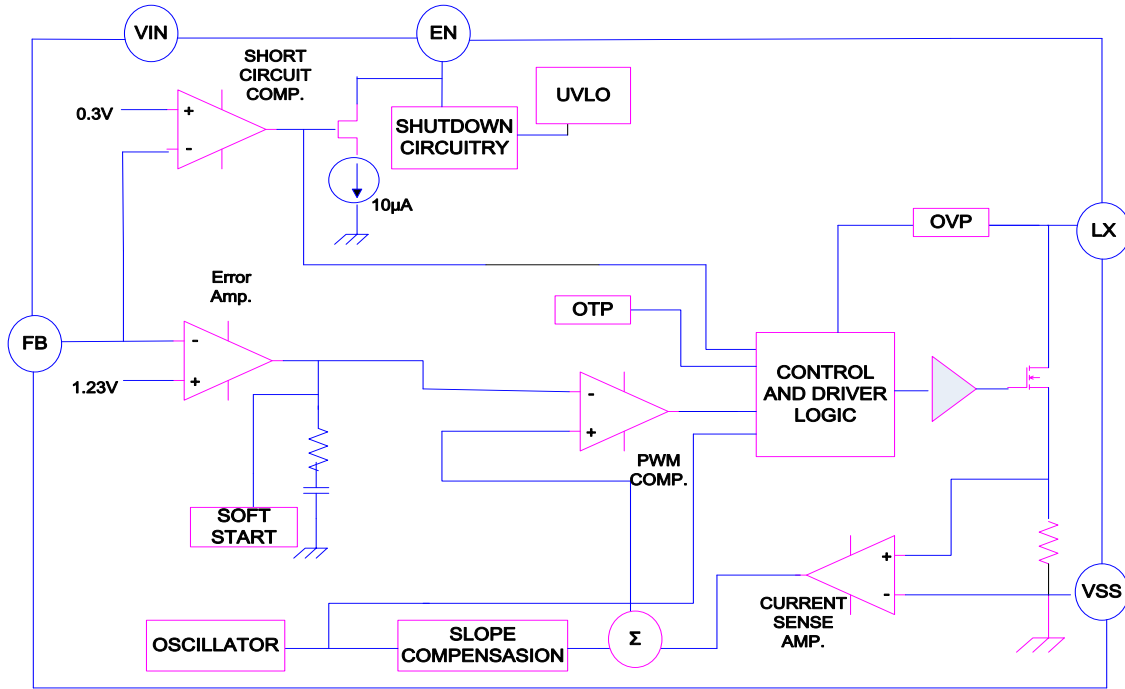 VIN
EN
SHORT
CIRCUIT
COMP.
UVLO
0.3V
+
-
SHUTDOWN
CIRCUITRY
10µA
OVP
LX
Error
Amp.
OTP
FB
-
1.23V
+
CONTROL
AND DRIVER
LOGIC
-
+
PWM
COMP.
SOFT
START
+
-
VSS
CURRENT
SENSE
AMP.
OSCILLATOR
SLOPE
COMPENSASION
Σ